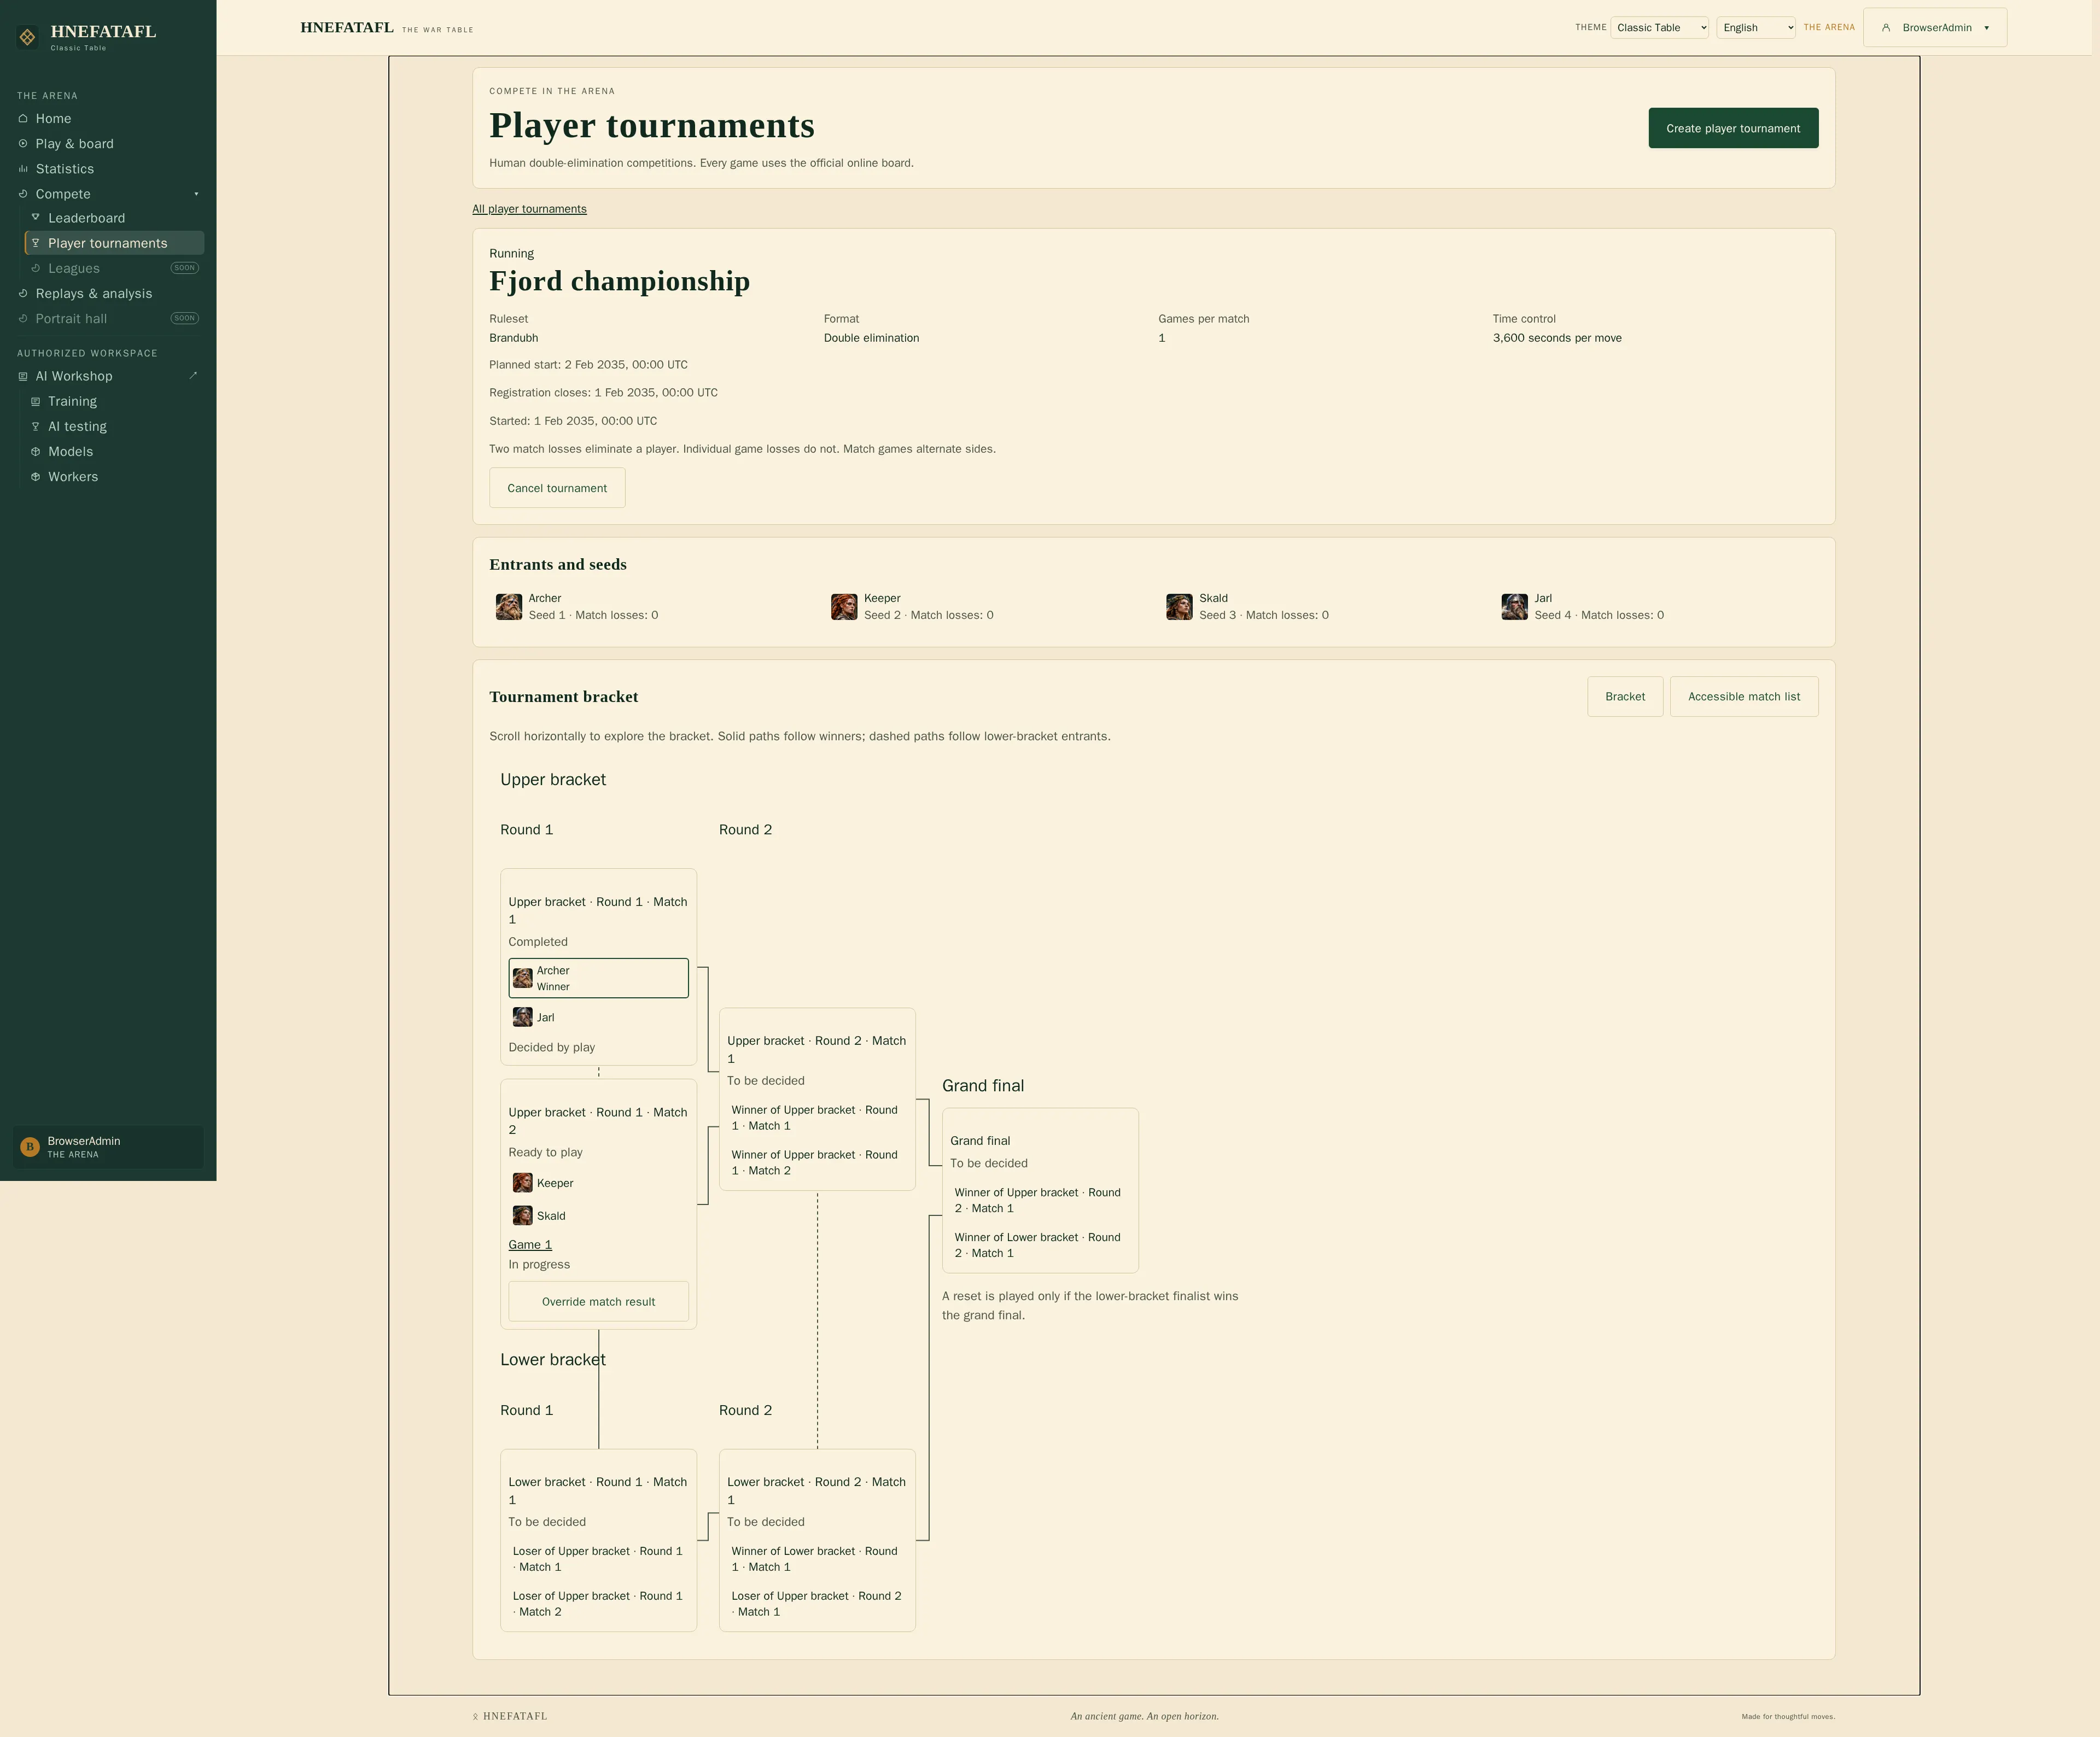 HNEFATAFL
Classic Table
THE ARENA
Home
Play & board
Statistics
Compete
Leaderboard
Player tournaments
Leagues SOON
Replays & analysis
Portrait hall SOON
AUTHORIZED WORKSPACE
AI Workshop
Training
AI testing
Models
Workers
B
BrowserAdmin
THE ARENA
HNEFATAFL THE WAR TABLE
THEME Classic Table English THE ARENA BrowserAdmin
COMPETE IN THE ARENA
Player tournaments
Human double-elimination competitions. Every game uses the official online board.
Create player tournament
All player tournaments
Running
Fjord championship
Ruleset Format Games per match Time control
Brandubh Double elimination 1 3,600 seconds per move
Planned start: 2 Feb 2035, 00:00 UTC
Registration closes: 1 Feb 2035, 00:00 UTC
Started: 1 Feb 2035, 00:00 UTC
Two match losses eliminate a player. Individual game losses do not. Match games alternate sides.
Cancel tournament
Entrants and seeds
Archer
Seed 1 · Match losses: 0
Keeper
Seed 2 · Match losses: 0
Skald
Seed 3 · Match losses: 0
Jarl
Seed 4 · Match losses: 0
Tournament bracket
Bracket
Accessible match list
Scroll horizontally to explore the bracket. Solid paths follow winners; dashed paths follow lower-bracket entrants.
Upper bracket
Round 1
Round 2
Upper bracket · Round 1 · Match
1
Completed
Archer
Winner
Jarl
Decided by play
Upper bracket · Round 1 · Match
2
Ready to play
Keeper
Skald
Game 1
In progress
Override match result
Upper bracket · Round 2 · Match
1
To be decided
Winner of Upper bracket · Round
1 · Match 1
Winner of Upper bracket · Round
1 · Match 2
Grand final
Grand final
To be decided
Winner of Upper bracket · Round
2 · Match 1
Winner of Lower bracket · Round
2 · Match 1
A reset is played only if the lower-bracket finalist wins
the grand final.
Lower bracket
Round 1
Round 2
Lower bracket · Round 1 · Match
1
To be decided
Loser of Upper bracket · Round 1
· Match 1
Loser of Upper bracket · Round 1
· Match 2
Lower bracket · Round 2 · Match
1
To be decided
Winner of Lower bracket · Round
1 · Match 1
Loser of Upper bracket · Round 2
· Match 1
HNEFATAFL
An ancient game. An open horizon.
Made for thoughtful moves.